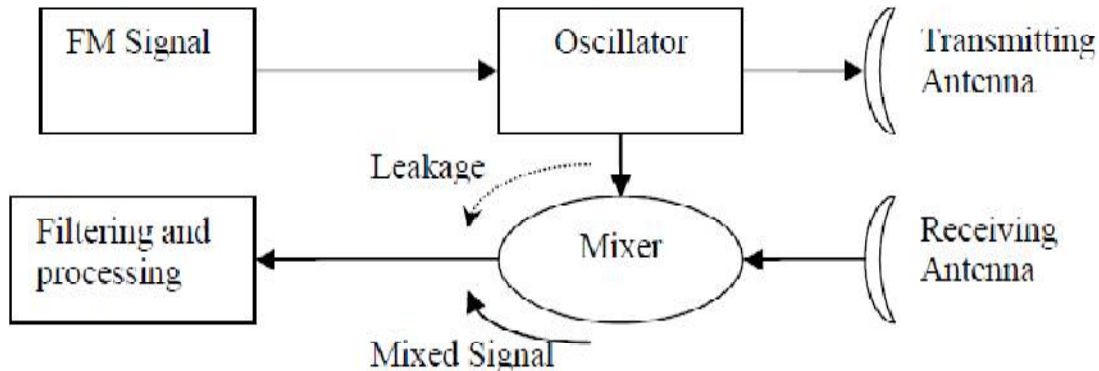 FM Signal
Oscillator
Transmitting
Antenna
Leakage
Filtering and
processing
Mixer
Receiving
Antenna
Mixed Signal